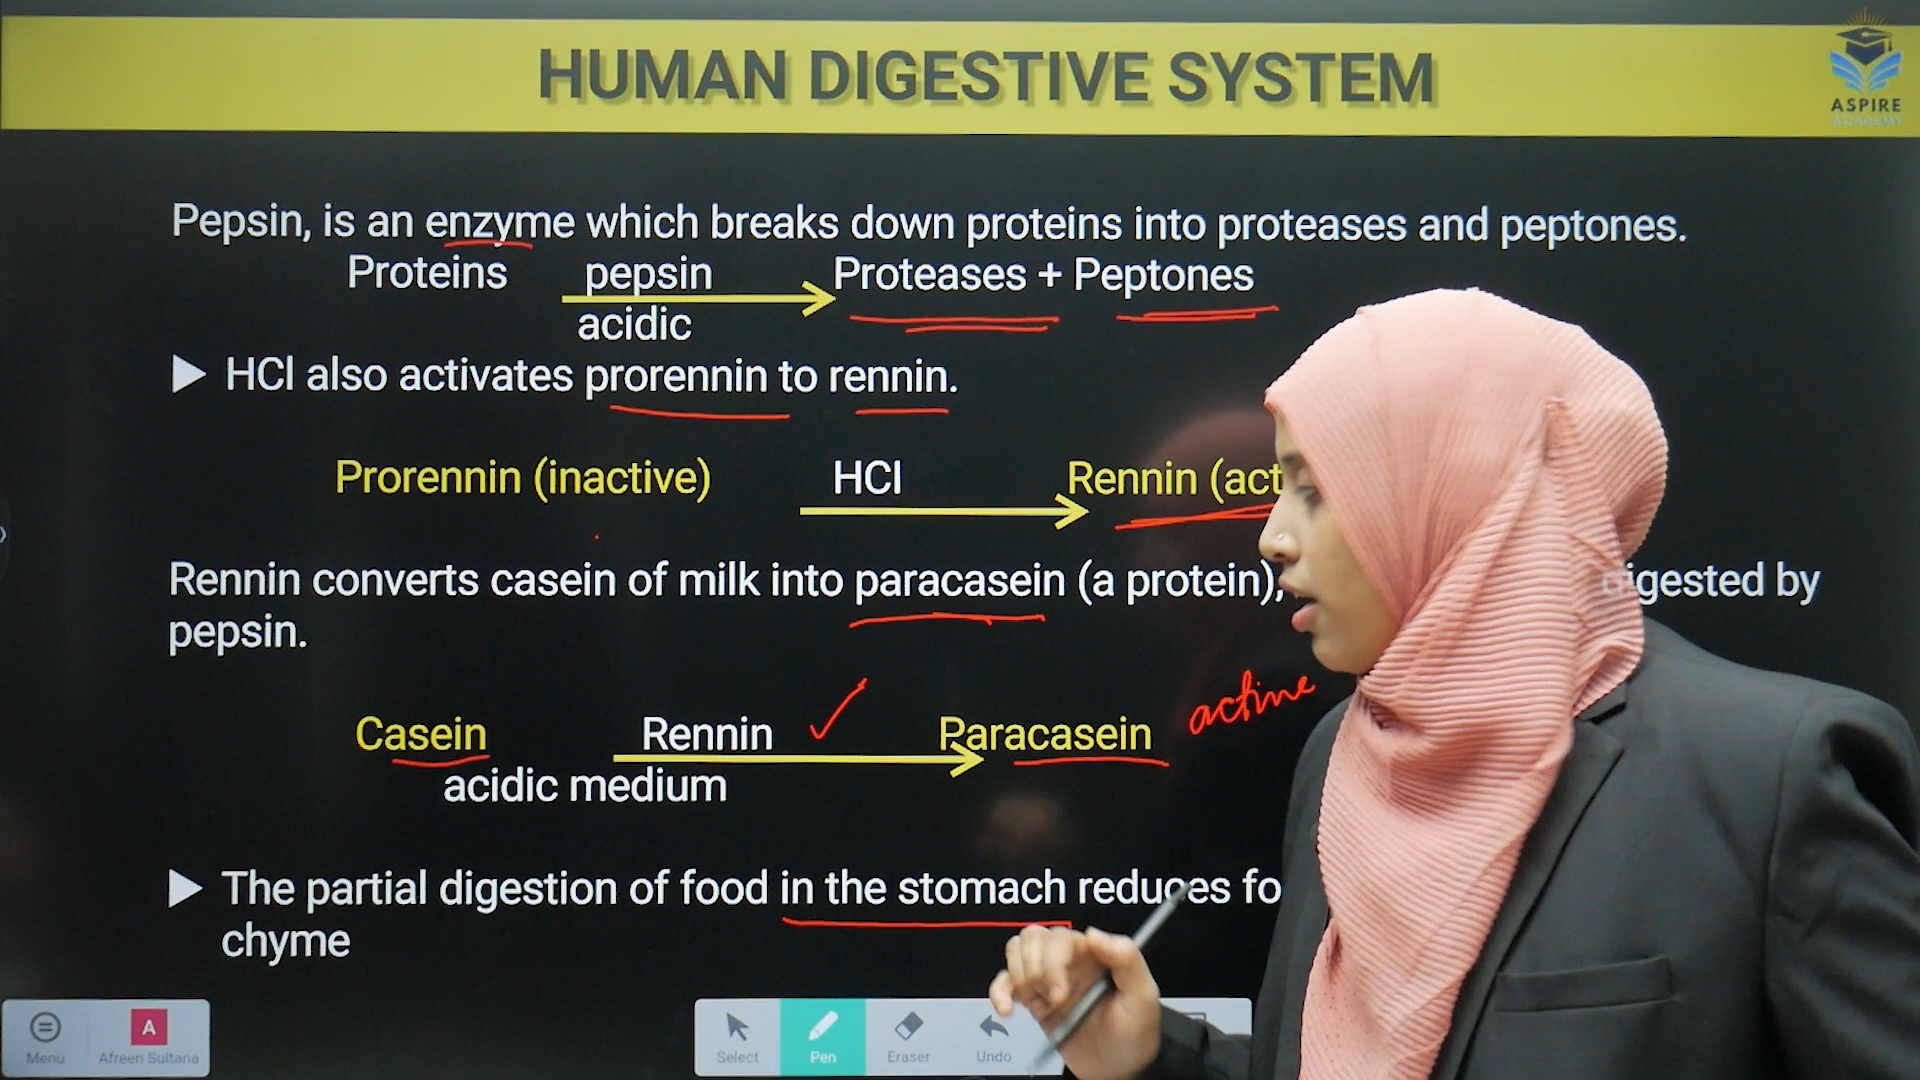 HUMAN DIGESTIVE SYSTEM
ASPIRE
ACADEMY
Pepsin, is an enzyme which breaks down proteins into proteases and peptones.
Proteins pepsin Proteases + Peptones
acidic
HCl also activates prorennin to rennin.
Prorennin (inactive) HCl Rennin (act
Rennin converts casein of milk into paracasein (a protein), digested by
pepsin.
active
Casein Rennin Paracasein
acidic medium
The partial digestion of food in the stomach reduces fo
chyme
A
Menu Afreen Sultana
Select Pen Eraser Undo